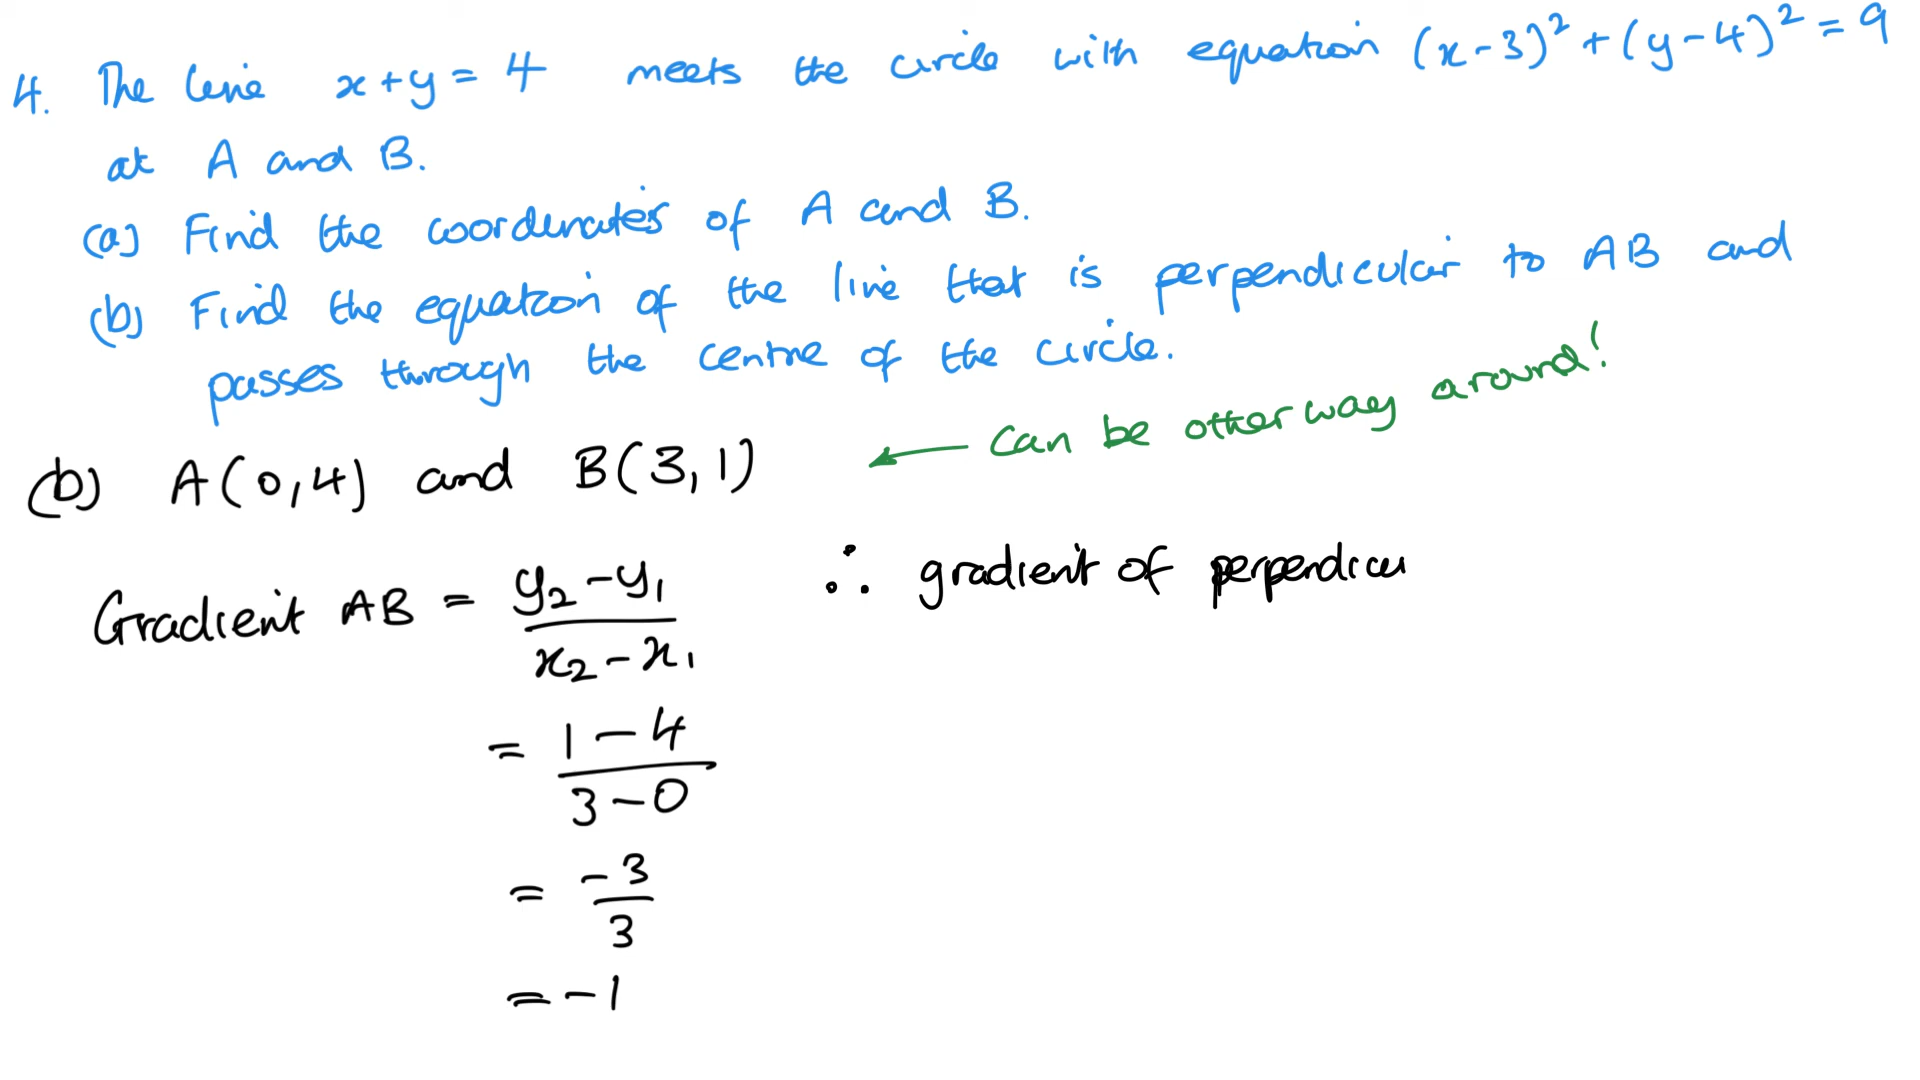 4. The line x + y = 4 meets the circle with equation (x - 3)² + (y - 4)² = 9
at A and B.
(a) Find the coordinates of A and B.
(b) Find the equation of the line that is perpendicular to AB and
passes through the centre of the circle.
can be other way around!
(b) A(0,4) and B(3,1)
Gradient AB = (y₂ - y₁)/(x₂ - x₁)
∴ gradient of perpendicu
= (1 - 4)/(3 - 0)
= -3/3
= -1